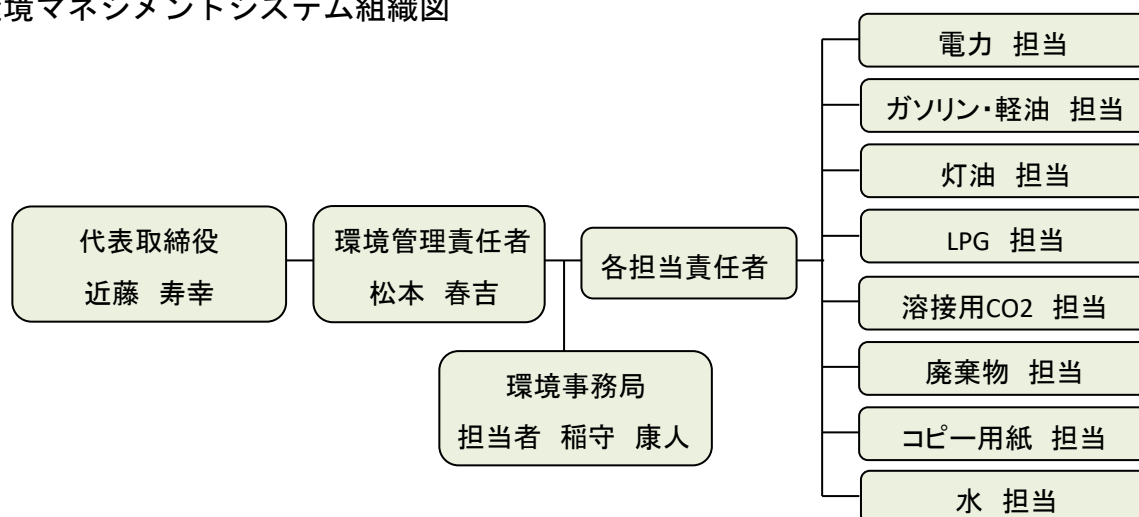 境マネジメントシステム組織図
代表取締役
近藤 寿幸
環境管理責任者
松本 春吉
環境事務局
担当者 稲守 康人
各担当責任者
電力 担当
ガソリン・軽油 担当
灯油 担当
LPG 担当
溶接用CO2 担当
廃棄物 担当
コピー用紙 担当
水 担当